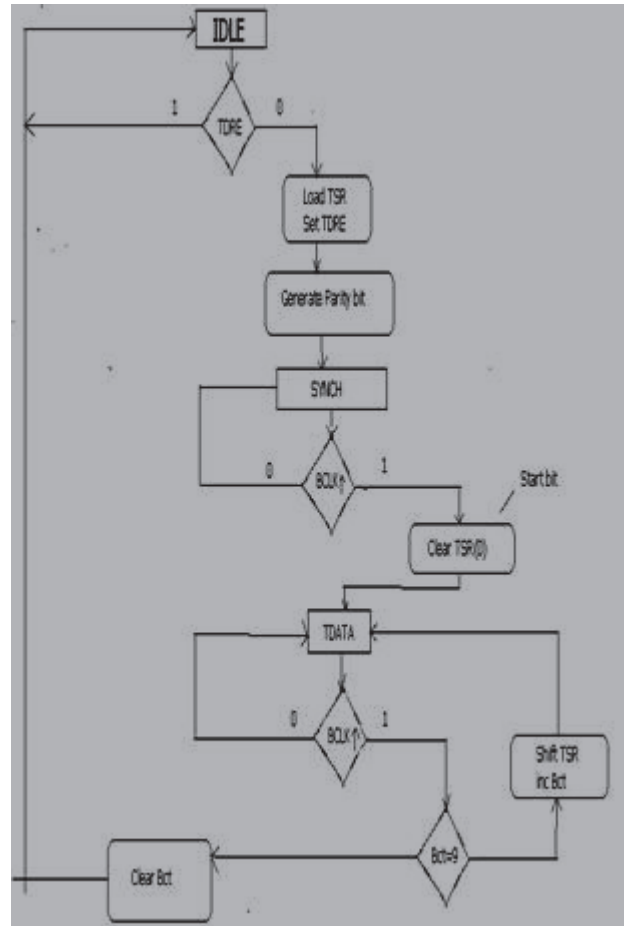 IDLE
1
0
TDRE
Load TSR
Set TDRE
Generate Parity bit
SYNCH
0
BCLK↑
1
Start bit
Clear TSR(0)
TDATA
0
BCLK↑
1
Shift TSR
inc Bct
Bct=9
Clear Bct